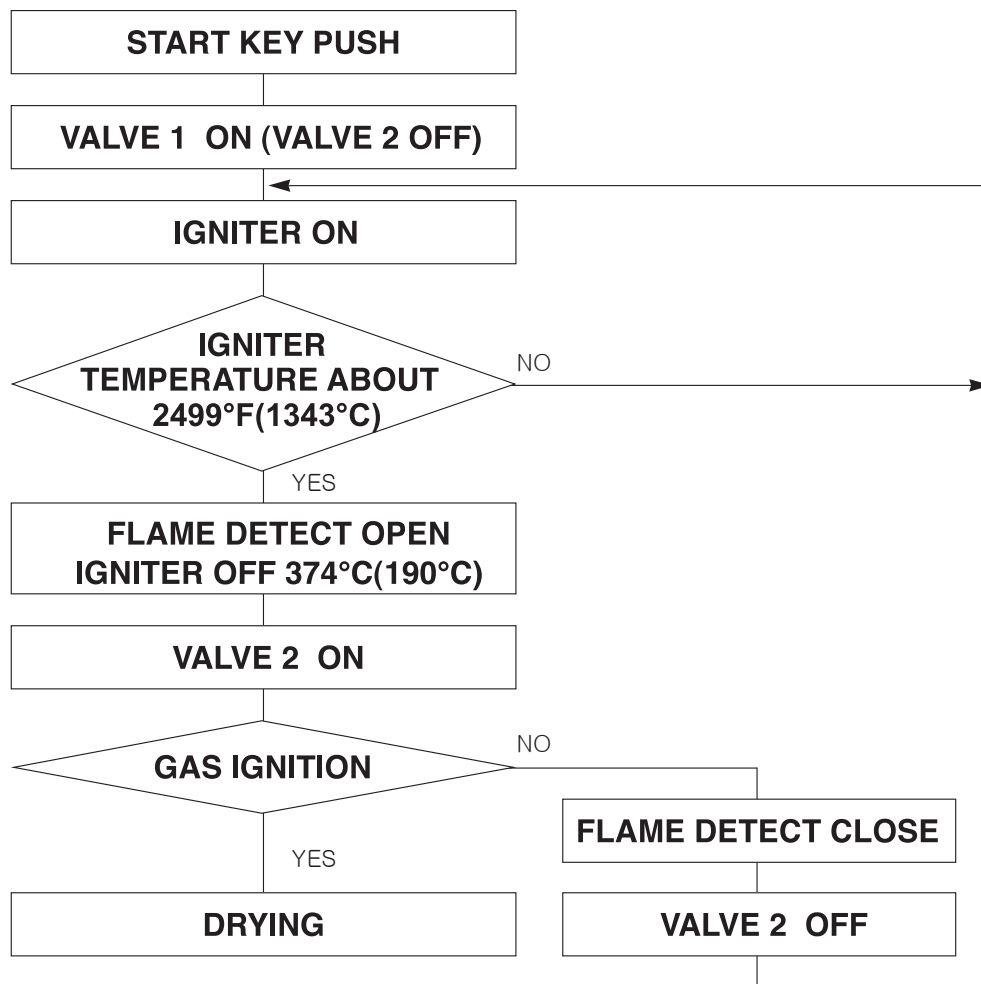 START KEY PUSH
VALVE 1 ON (VALVE 2 OFF)
IGNITER ON
IGNITER
TEMPERATURE ABOUT
2499°F(1343°C)
NO
YES
FLAME DETECT OPEN
IGNITER OFF 374°C(190°C)
VALVE 2 ON
GAS IGNITION
NO
FLAME DETECT CLOSE
YES
DRYING
VALVE 2 OFF